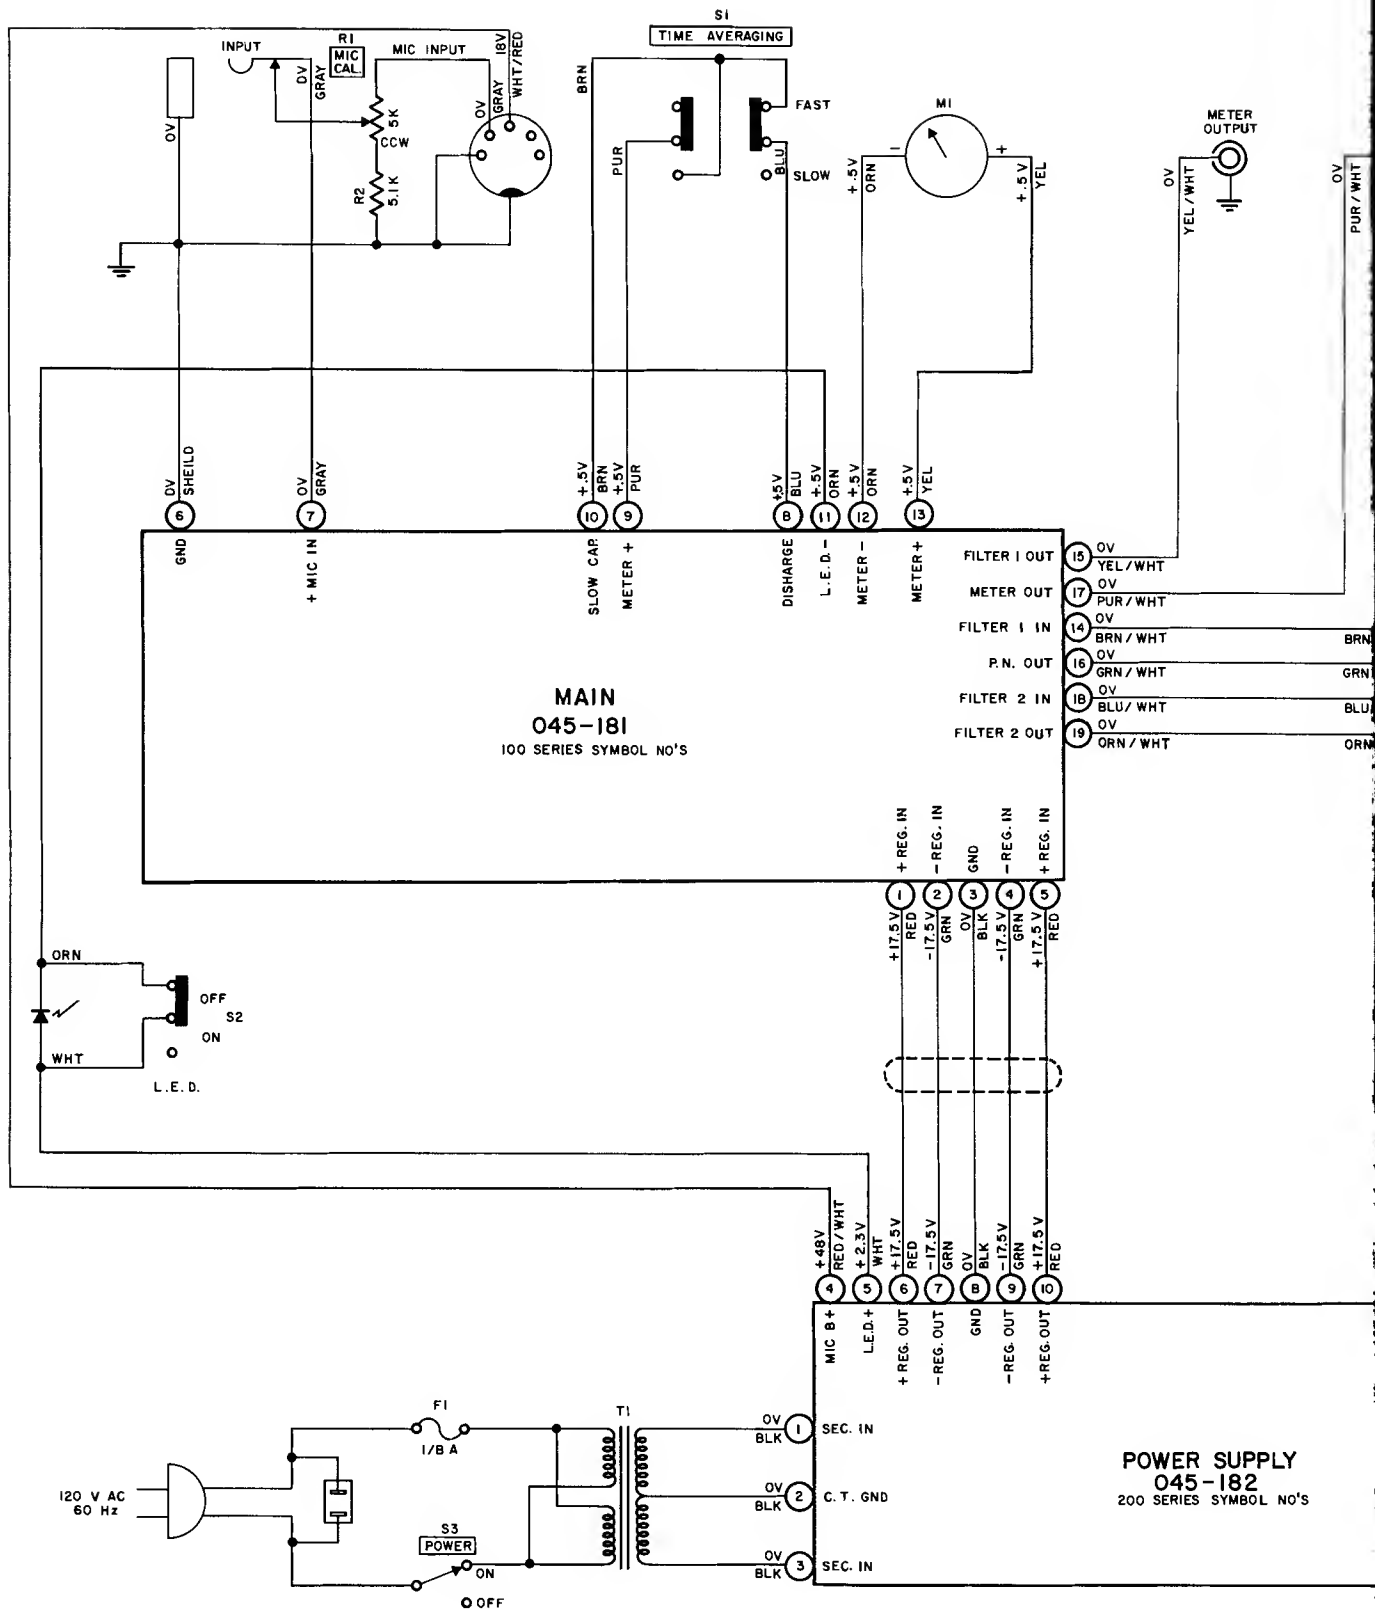 S1
TIME AVERAGING
INPUT
R1
MIC
CAL.
MIC INPUT
18V
WHT/RED
0V
GRAY
0V
GRAY
0V
5K
CCW
R2
5.1K
BRN
PUR
FAST
BLU
SLOW
M1
-
+
+.5V
ORN
+.5V
YEL
METER
OUTPUT
0V
YEL/WHT
0V
PUR/WHT
0V
SHEILD
0V
GRAY
+.5V
BRN
+.5V
PUR
+.5V
BLU
+.5V
ORN
+.5V
ORN
+.5V
YEL
6
7
10
9
8
11
12
13
GND
+ MIC IN
SLOW CAP.
METER +
DISHARGE
L.E.D.-
METER-
METER+
FILTER 1 OUT 15 0V
YEL/WHT
METER OUT 17 0V
PUR/WHT
FILTER 1 IN 14 0V
BRN/WHT BRN
P.N. OUT 16 0V
GRN/WHT GRN
FILTER 2 IN 18 0V
BLU/WHT BLU
FILTER 2 OUT 19 0V
ORN/WHT ORN
MAIN
045-181
100 SERIES SYMBOL NO'S
+ REG. IN
- REG. IN
GND
- REG. IN
+ REG. IN
1
2
3
4
5
+17.5V
RED
-17.5V
GRN
0V
BLK
-17.5V
GRN
+17.5V
RED
ORN
OFF
S2
ON
WHT
L.E.D.
+48V
RED/WHT
+2.3V
WHT
+17.5V
RED
-17.5V
GRN
0V
BLK
-17.5V
GRN
+17.5V
RED
4
5
6
7
8
9
10
MIC B+
L.E.D.+
+REG. OUT
-REG. OUT
GND
-REG. OUT
+REG. OUT
F1
1/8 A
T1
120 V AC
60 Hz
S3
POWER
ON
OFF
0V
BLK
1
SEC. IN
0V
BLK
2
C.T. GND
0V
BLK
3
SEC. IN
POWER SUPPLY
045-182
200 SERIES SYMBOL NO'S